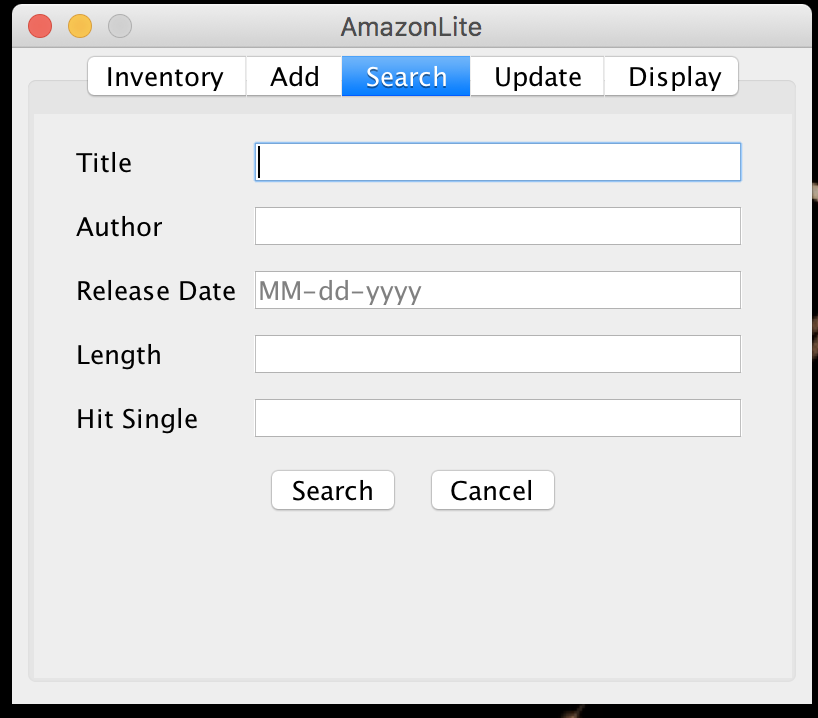 AmazonLite
Inventory Add Search Update Display
Title
Author
Release Date MM-dd-yyyy
Length
Hit Single
Search Cancel